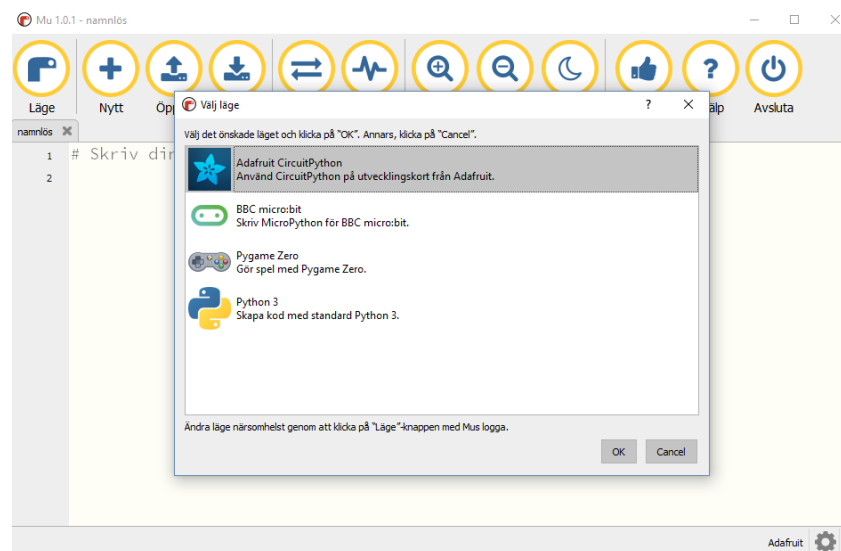 Mu 1.0.1 - namnlös
Läge Nytt Avsluta
Välj läge
namnlös
Välj det önskade läget och klicka på "OK". Annars, klicka på "Cancel".
1 # Skriv
2
Adafruit CircuitPython
Använd CircuitPython på utvecklingskort från Adafruit.
BBC micro:bit
Skriv MicroPython för BBC micro:bit.
Pygame Zero
Gör spel med Pygame Zero.
Python 3
Skapa kod med standard Python 3.
Ändra läge närsomhelst genom att klicka på "Läge"-knappen med Mus logga.
OK Cancel
Adafruit